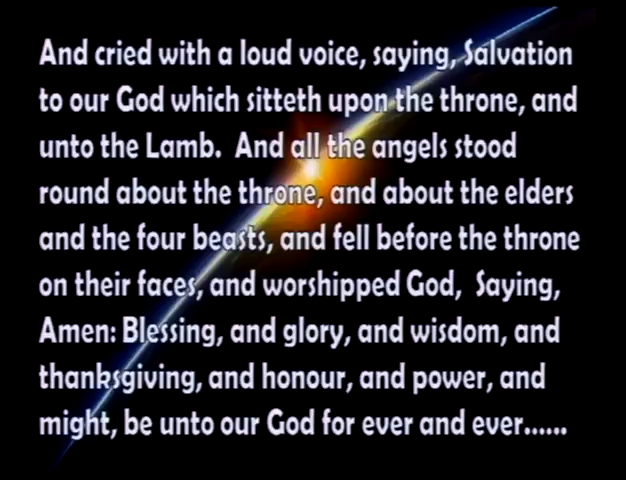 And cried with a loud voice, saying, Salvation
to our God which sitteth upon the throne, and
unto the Lamb.  And all the angels stood
round about the throne, and about the elders
and the four beasts, and fell before the throne
on their faces, and worshipped God,  Saying,
Amen: Blessing, and glory, and wisdom, and
thanksgiving, and honour, and power, and
might, be unto our God for ever and ever......